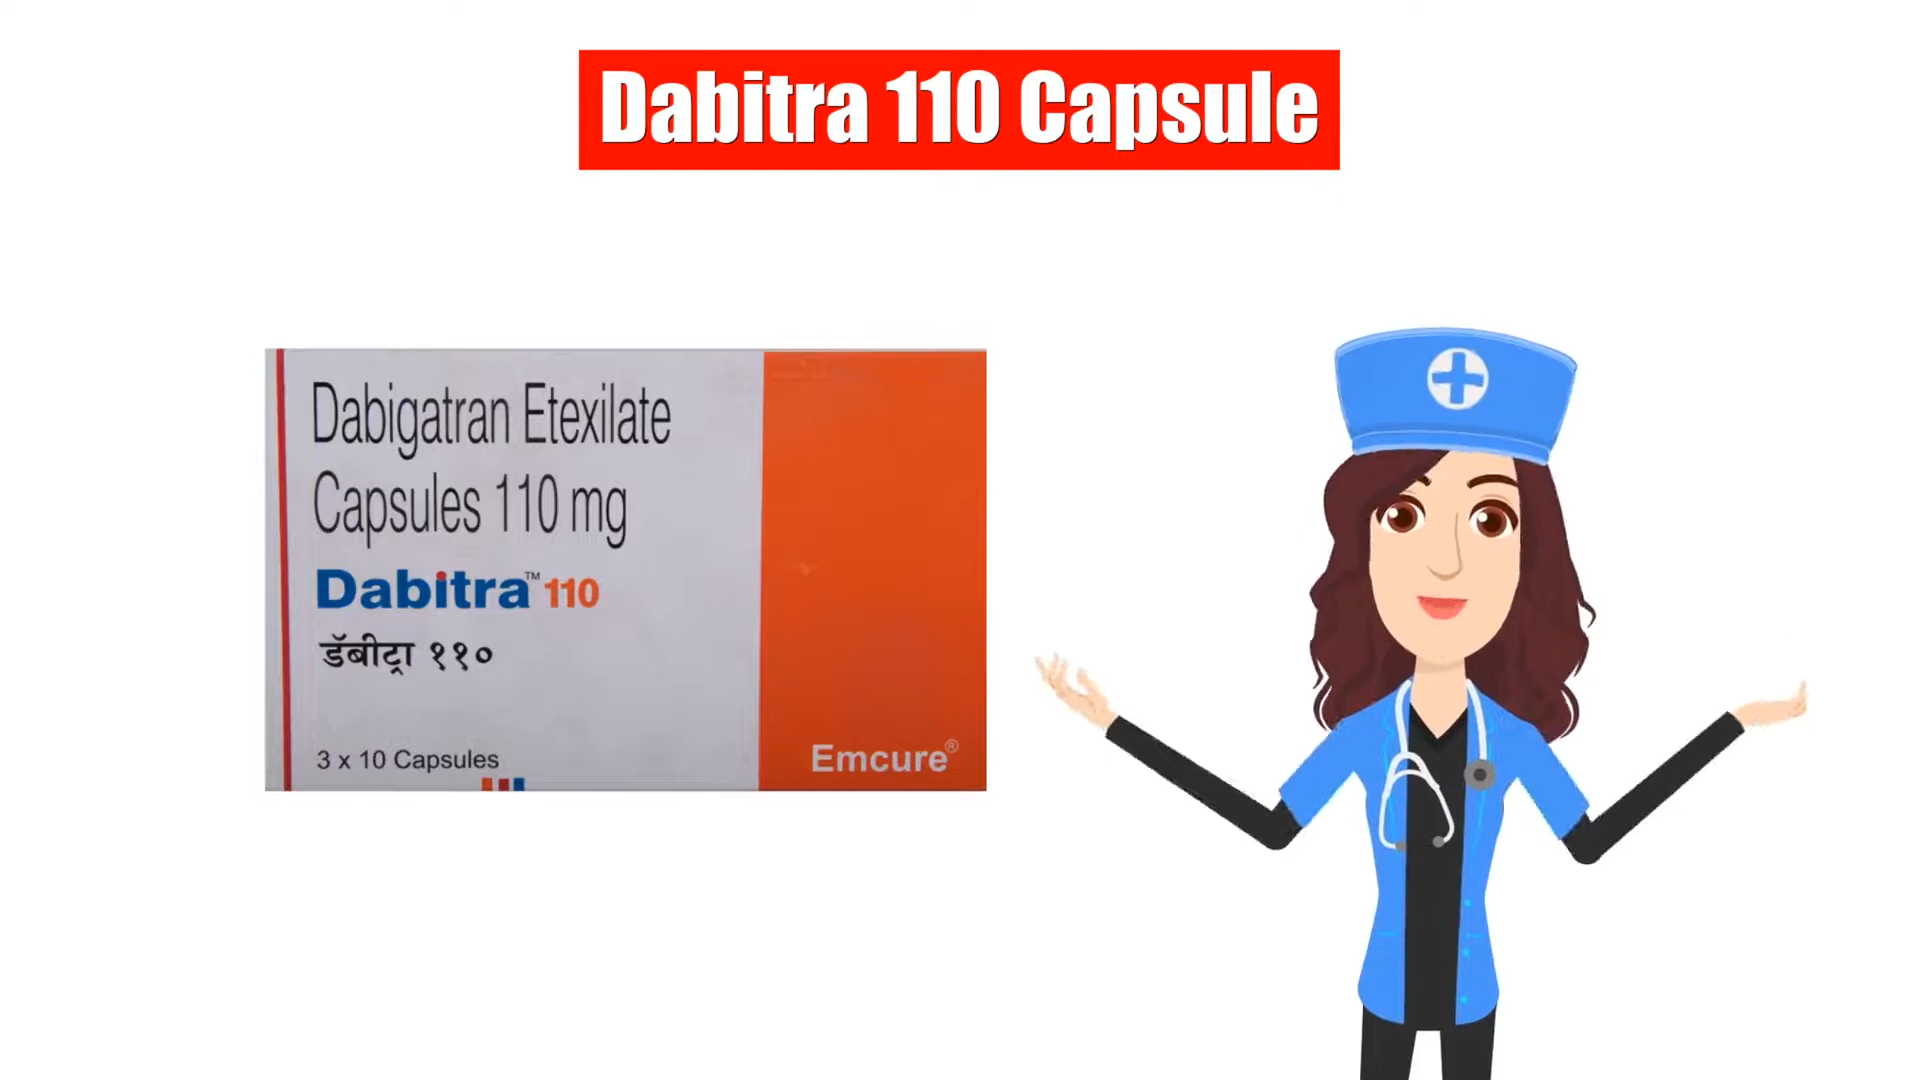 Dabitra 110 Capsule
Dabigatran Etexilate
Capsules 110 mg
Dabitra™ 110
डॅबीट्रा ११०
3 x 10 Capsules
Emcure®